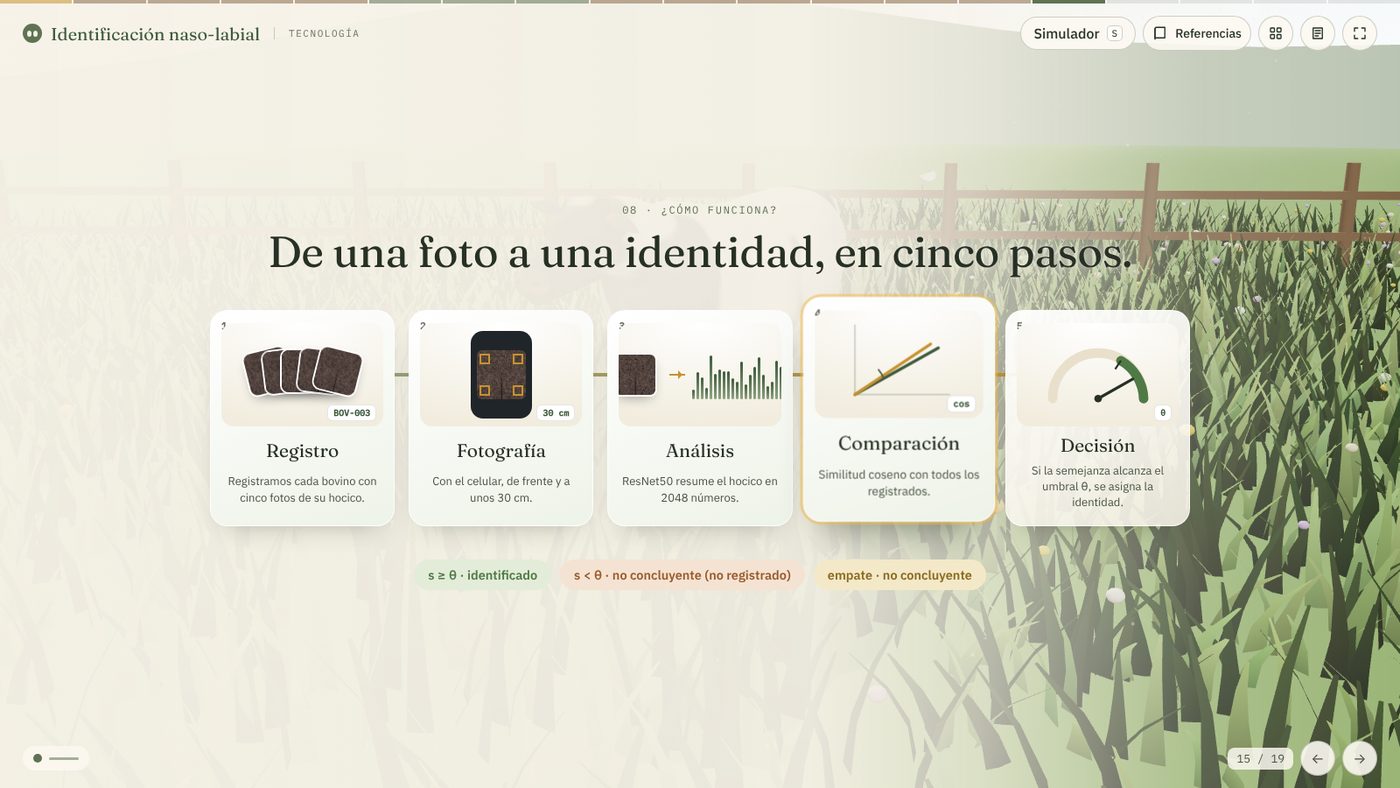 Identificación naso-labial
TECNOLOGÍA
Simulador S
Referencias
08 · ¿CÓMO FUNCIONA?
De una foto a una identidad, en cinco pasos.
BOV-003
Registro
Registramos cada bovino con
cinco fotos de su hocico.
30 cm
Fotografía
Con el celular, de frente y a
unos 30 cm.
Análisis
ResNet50 resume el hocico en
2048 números.
cos
Comparación
Similitud coseno con todos los
registrados.
θ
Decisión
Si la semejanza alcanza el
umbral θ, se asigna la
identidad.
s ≥ θ · identificado
s < θ · no concluyente (no registrado)
empate · no concluyente
15 / 19